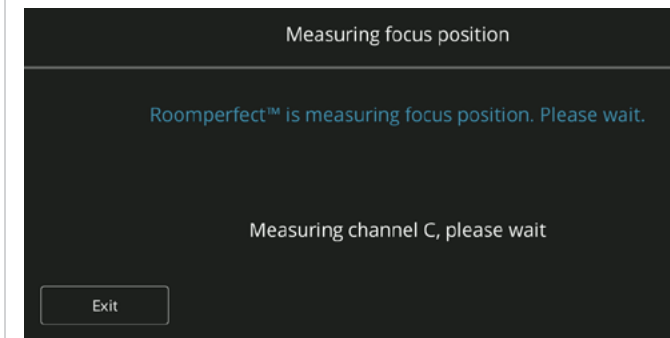 Measuring focus position
Roomperfect™ is measuring focus position. Please wait.
Measuring channel C, please wait
Exit